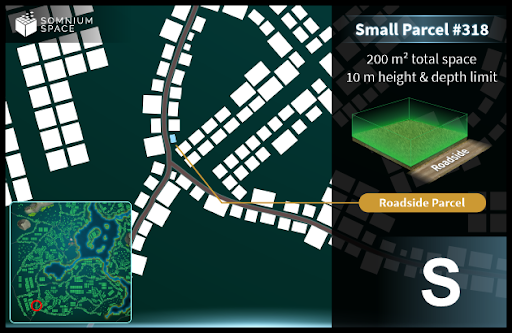 SOMNIUM
SPACE
Small Parcel #318
200 m² total space
10 m height & depth limit
Roadside
Roadside Parcel
S